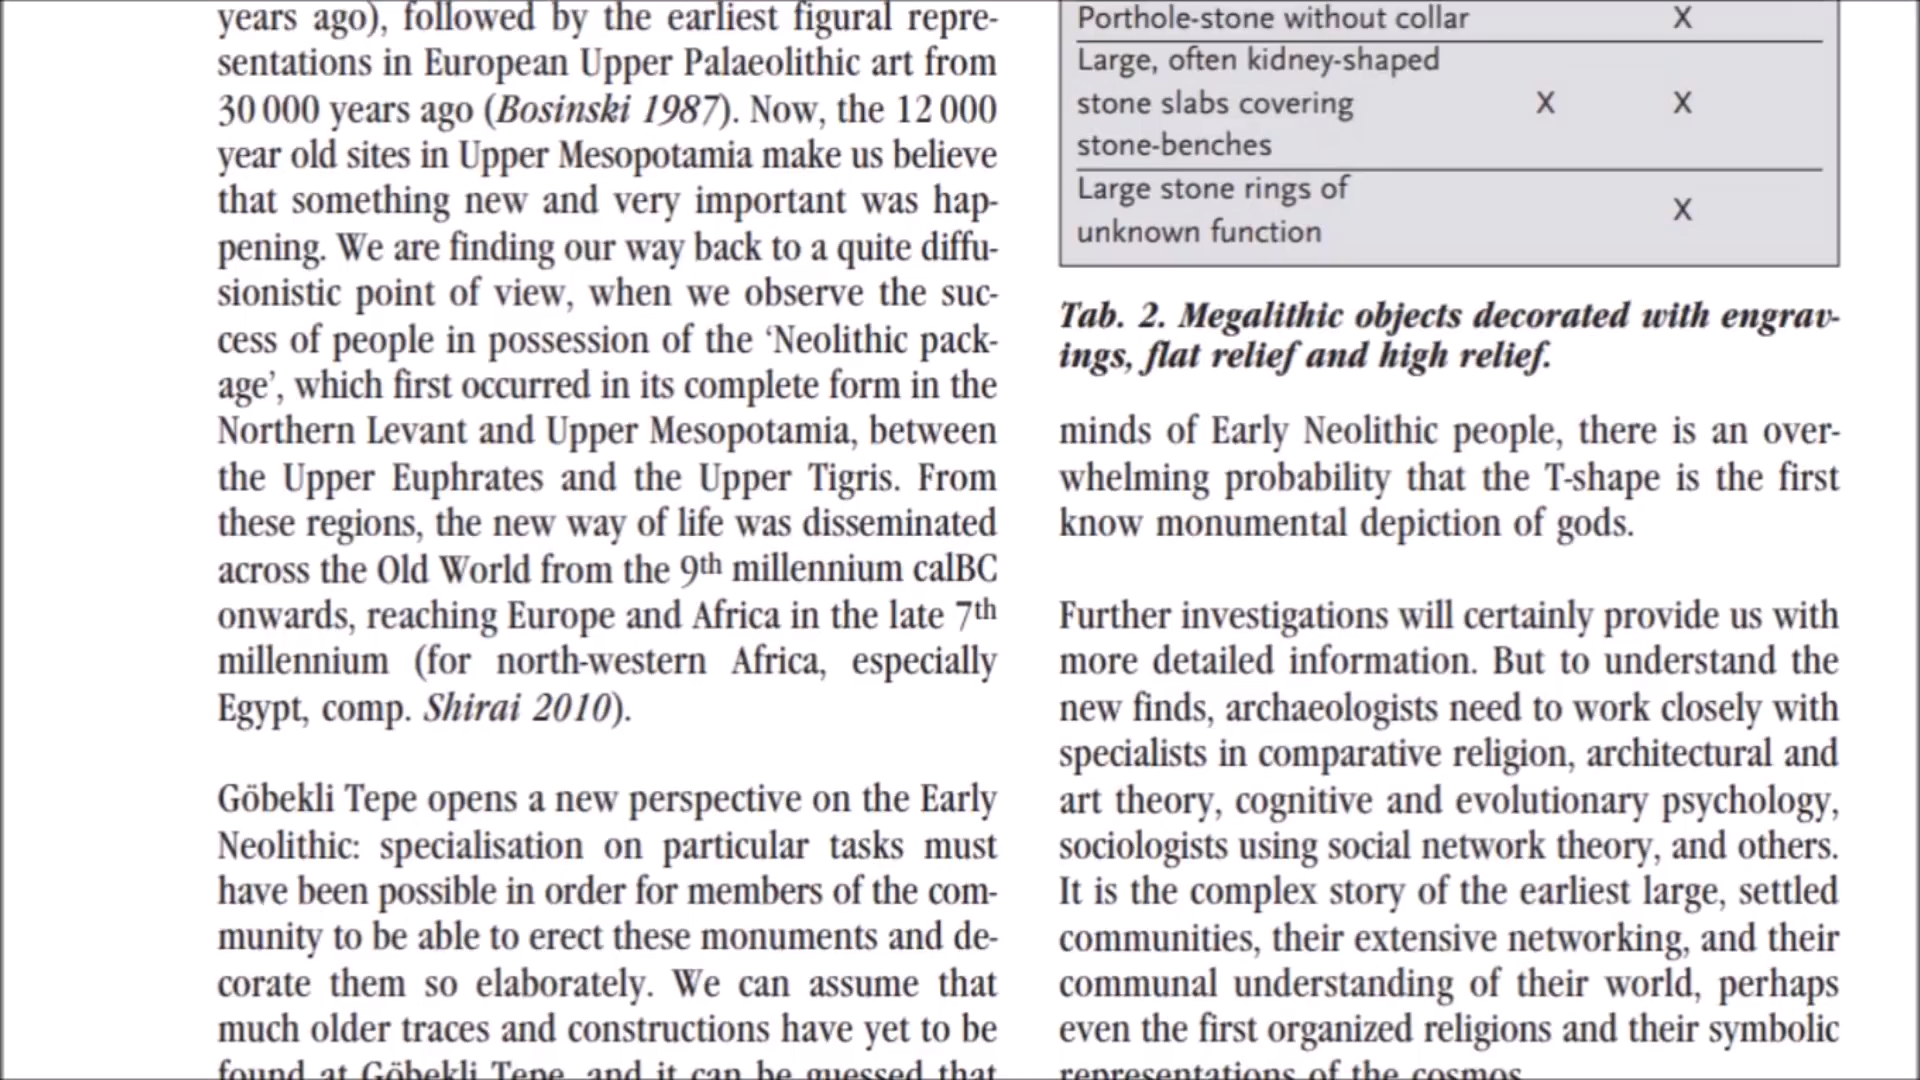 years ago), followed by the earliest figural repre-
sentations in European Upper Palaeolithic art from
30 000 years ago (Bosinski 1987). Now, the 12 000
year old sites in Upper Mesopotamia make us believe
that something new and very important was hap-
pening. We are finding our way back to a quite diffu-
sionistic point of view, when we observe the suc-
cess of people in possession of the ‘Neolithic pack-
age’, which first occurred in its complete form in the
Northern Levant and Upper Mesopotamia, between
the Upper Euphrates and the Upper Tigris. From
these regions, the new way of life was disseminated
across the Old World from the 9th millennium calBC
onwards, reaching Europe and Africa in the late 7th
millennium (for north-western Africa, especially
Egypt, comp. Shirai 2010).
Göbekli Tepe opens a new perspective on the Early
Neolithic: specialisation on particular tasks must
have been possible in order for members of the com-
munity to be able to erect these monuments and de-
corate them so elaborately. We can assume that
much older traces and constructions have yet to be
found at Göbekli Tepe, and it can be guessed that
Porthole-stone without collar X
Large, often kidney-shaped
stone slabs covering X X
stone-benches
Large stone rings of
X
unknown function
Tab. 2. Megalithic objects decorated with engrav-
ings, flat relief and high relief.
minds of Early Neolithic people, there is an over-
whelming probability that the T-shape is the first
know monumental depiction of gods.
Further investigations will certainly provide us with
more detailed information. But to understand the
new finds, archaeologists need to work closely with
specialists in comparative religion, architectural and
art theory, cognitive and evolutionary psychology,
sociologists using social network theory, and others.
It is the complex story of the earliest large, settled
communities, their extensive networking, and their
communal understanding of their world, perhaps
even the first organized religions and their symbolic
representations of the cosmos.